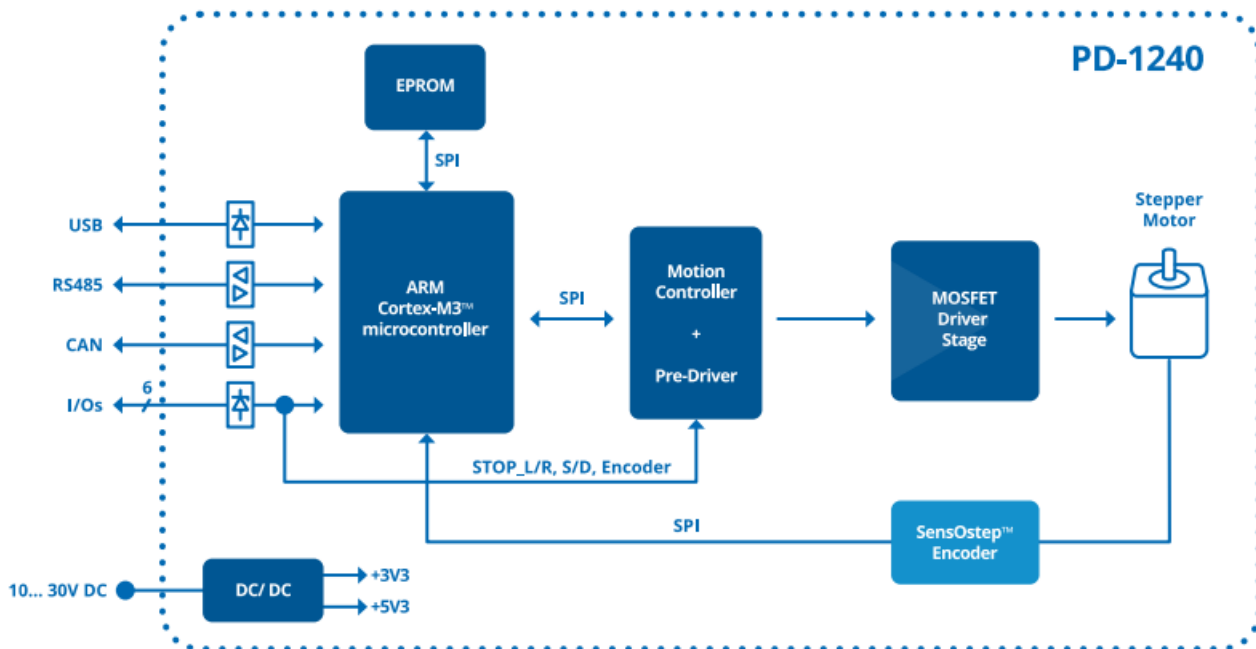 PD-1240
EPROM
SPI
USB
RS485
CAN
6
I/Os
ARM
Cortex-M3™
microcontroller
SPI
Motion
Controller
+
Pre-Driver
MOSFET
Driver
Stage
Stepper
Motor
STOP_L/R, S/D, Encoder
SPI
SensOstep™
Encoder
10... 30V DC
DC/ DC
+3V3
+5V3